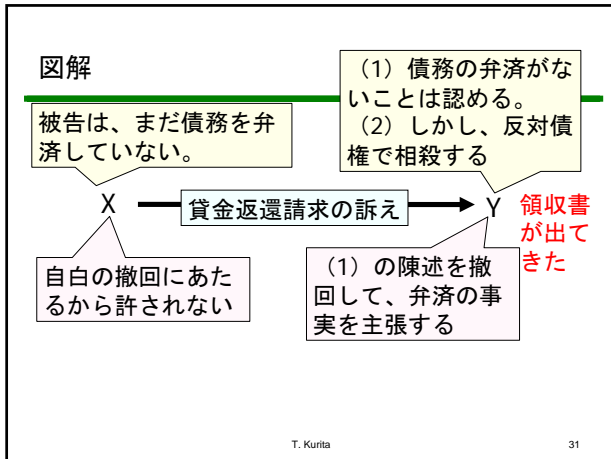 図解
（1）債務の弁済がな
いことは認める。
（2）しかし、反対債
権で相殺する
被告は、まだ債務を弁
済していない。
X
貸金返還請求の訴え
Y
領収書
が出て
きた
自白の撤回にあた
るから許されない
（1）の陳述を撤
回して、弁済の事
実を主張する
T. Kurita
31